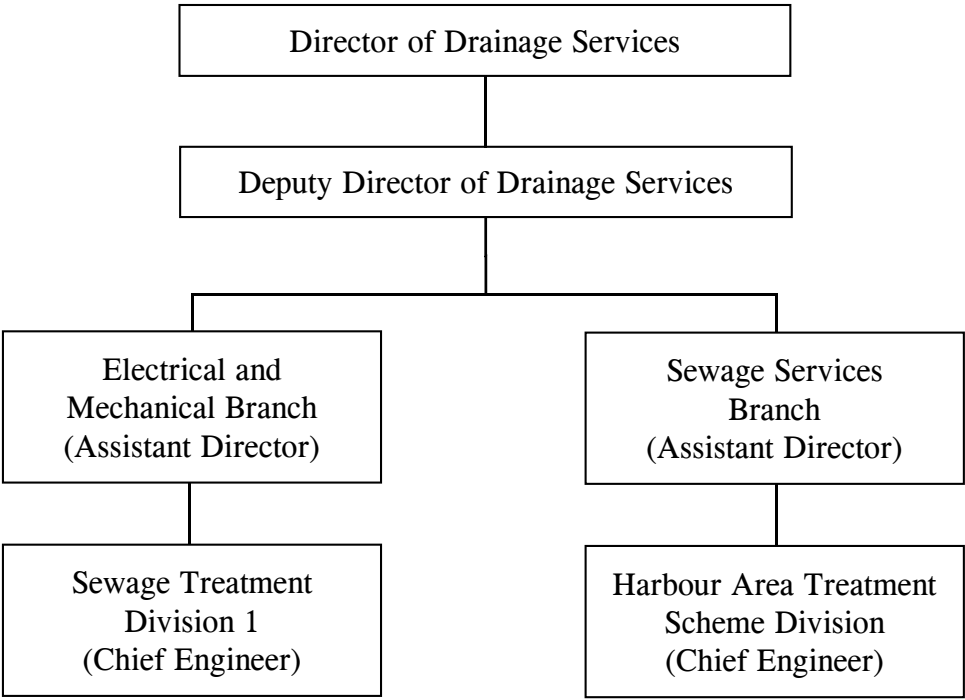 Director of Drainage Services
Deputy Director of Drainage Services
Electrical and
Mechanical Branch
(Assistant Director)
Sewage Services
Branch
(Assistant Director)
Sewage Treatment
Division 1
(Chief Engineer)
Harbour Area Treatment
Scheme Division
(Chief Engineer)